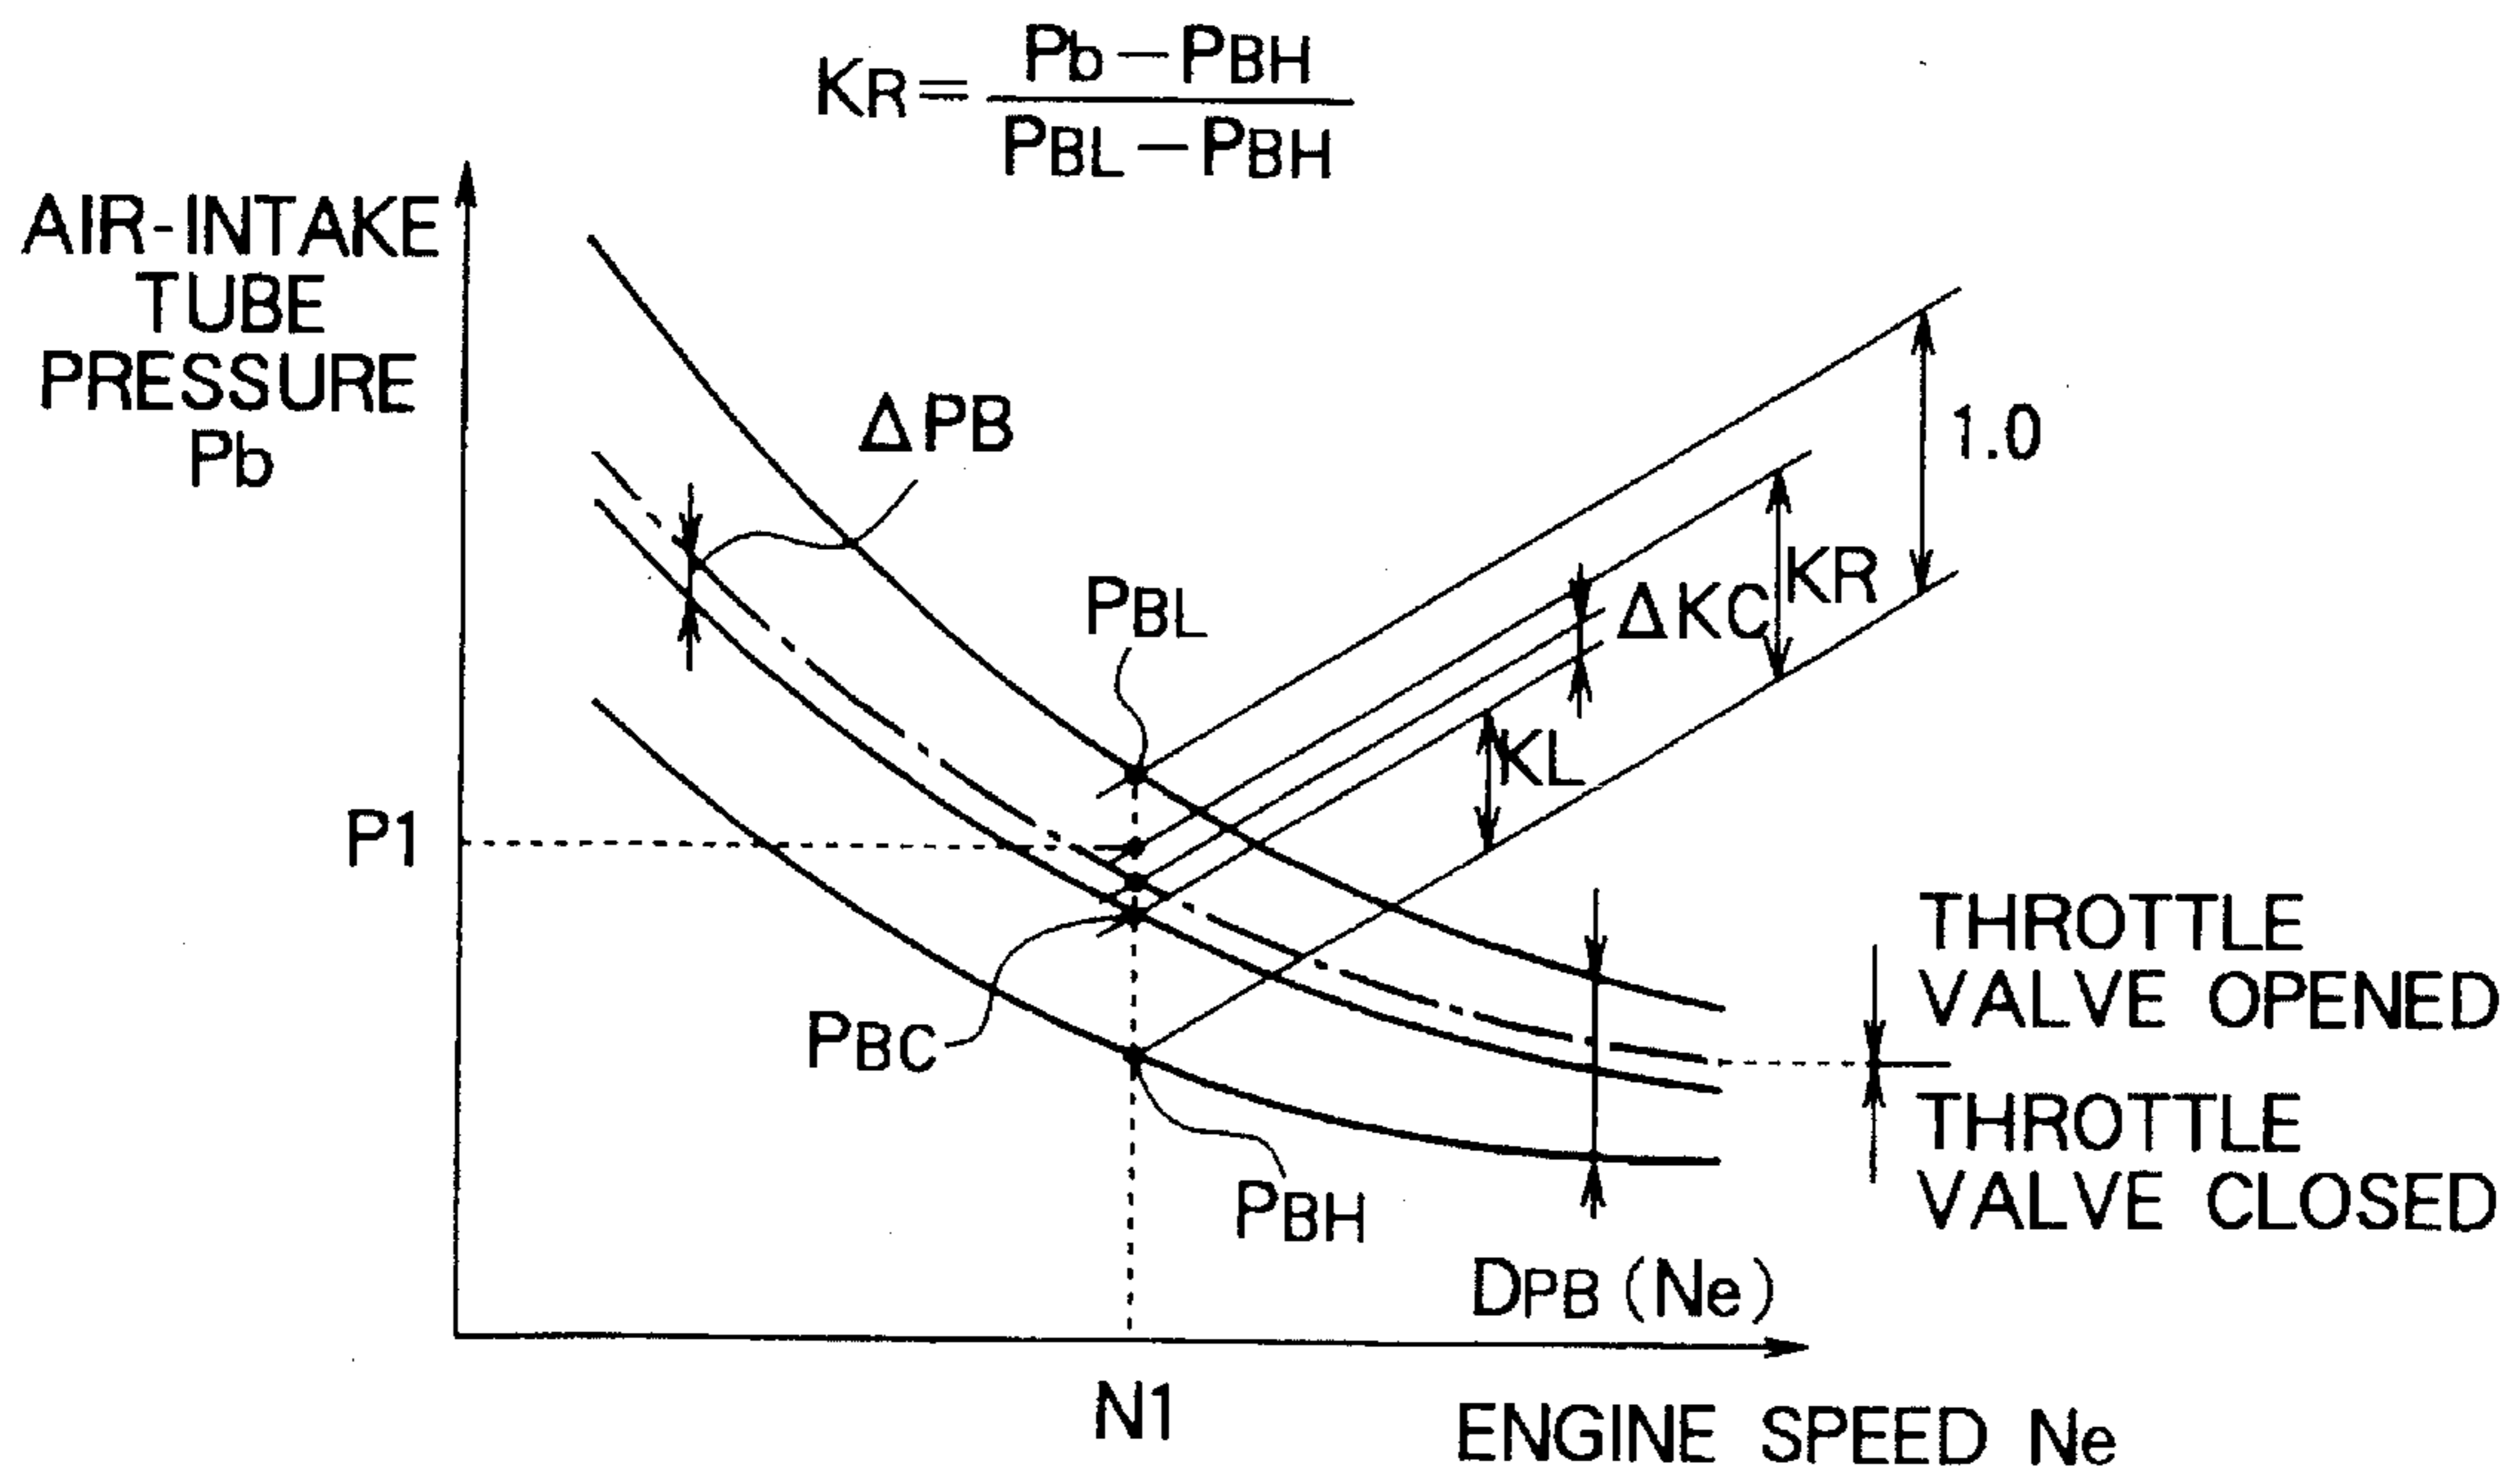 KR = Pb - PBH / PBL - PBH
AIR-INTAKE
TUBE
PRESSURE
Pb
ΔPB
1.0
PBL
KR
ΔKC
KL
P1
THROTTLE
VALVE OPENED
PBC
THROTTLE
VALVE CLOSED
PBH
DPB (Ne)
N1
ENGINE SPEED Ne